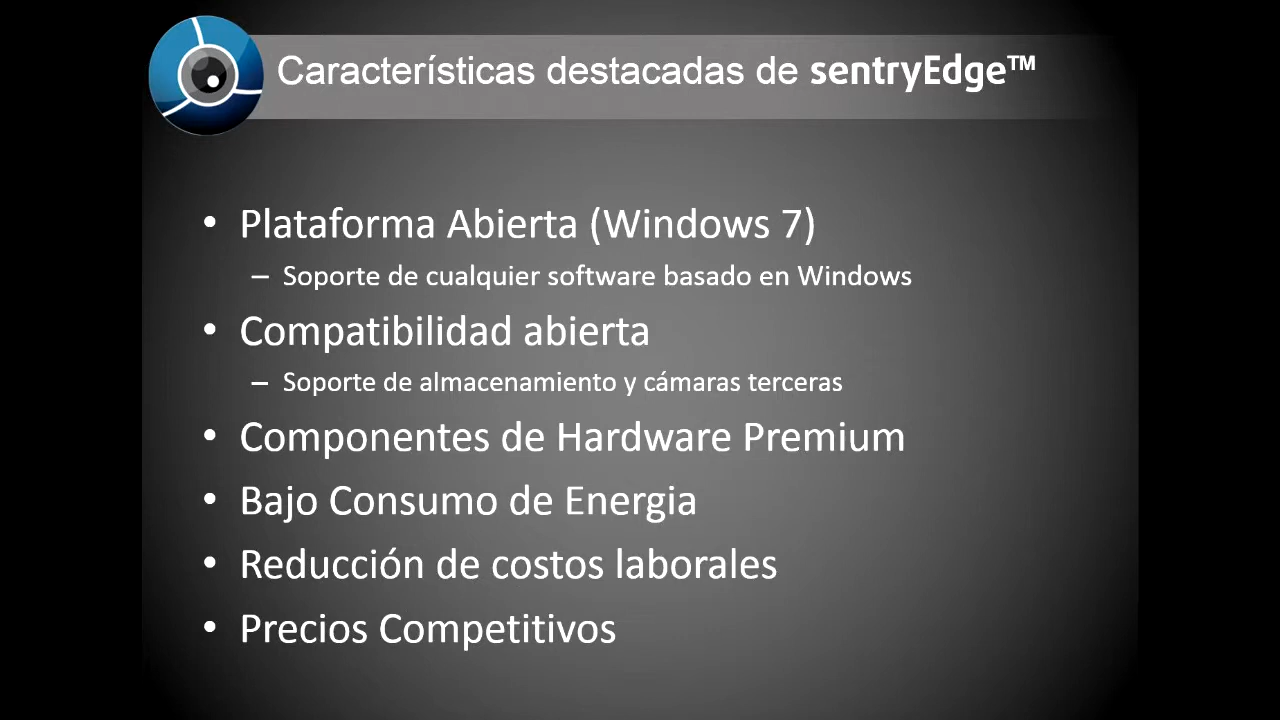 Características destacadas de sentryEdge™
• Plataforma Abierta (Windows 7)
– Soporte de cualquier software basado en Windows
• Compatibilidad abierta
– Soporte de almacenamiento y cámaras terceras
• Componentes de Hardware Premium
• Bajo Consumo de Energia
• Reducción de costos laborales
• Precios Competitivos